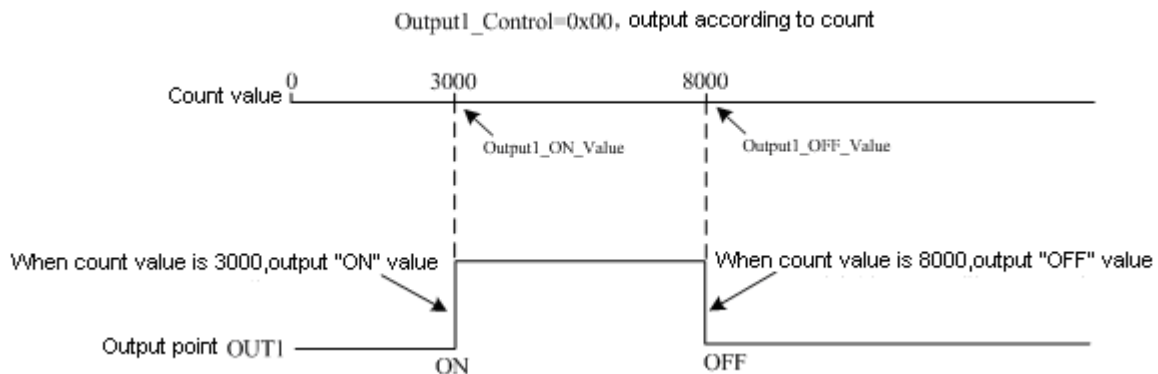 Output1_Control=0x00, output according to count
0 3000 8000
Count value
Output1_ON_Value Output1_OFF_Value
When count value is 3000,output "ON" value When count value is 8000,output "OFF" value
Output point OUT1
ON OFF